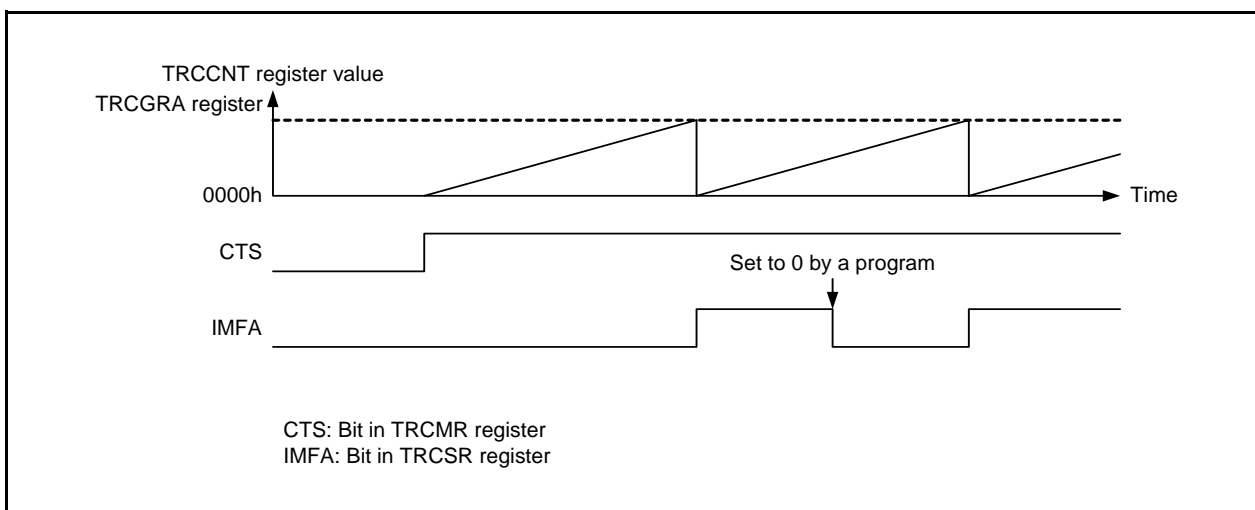 TRCCNT register value
TRCGRA register
0000h
Time
CTS
Set to 0 by a program
IMFA
CTS: Bit in TRCMR register
IMFA: Bit in TRCSR register